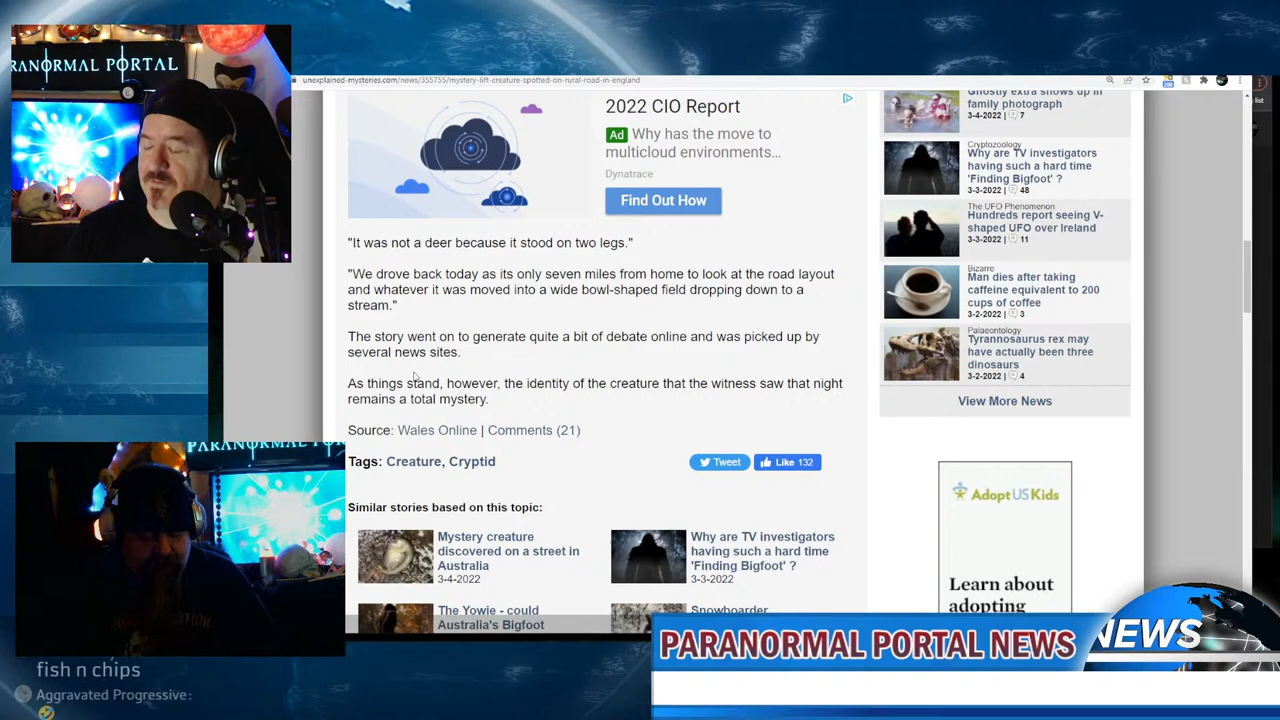 PARANORMAL PORTAL
unexplained-mysteries.com/news/355755/mystery-6ft-creature-spotted-on-rural-road-in-england
2022 CIO Report
Ad Why has the move to
multicloud environments...
Dynatrace
Find Out How
"It was not a deer because it stood on two legs."
"We drove back today as its only seven miles from home to look at the road layout
and whatever it was moved into a wide bowl-shaped field dropping down to a
stream."
The story went on to generate quite a bit of debate online and was picked up by
several news sites.
As things stand, however, the identity of the creature that the witness saw that night
remains a total mystery.
Source: Wales Online | Comments (21)
Tags: Creature, Cryptid
Tweet
Like 132
Similar stories based on this topic:
Mystery creature
discovered on a street in
Australia
3-4-2022
Why are TV investigators
having such a hard time
'Finding Bigfoot' ?
3-3-2022
The Yowie - could
Australia's Bigfoot
Snowboarder
Ghostly extra shows up in
family photograph
3-4-2022 | 7
Cryptozoology
Why are TV investigators
having such a hard time
'Finding Bigfoot' ?
3-3-2022 | 48
The UFO Phenomenon
Hundreds report seeing V-
shaped UFO over Ireland
3-3-2022 | 11
Bizarre
Man dies after taking
caffeine equivalent to 200
cups of coffee
3-2-2022 | 3
Palaeontology
Tyrannosaurus rex may
have actually been three
dinosaurs
3-2-2022 | 4
View More News
AdoptUSKids
Learn about
adopting
PARANORMAL POR
PARANORMAL PORTAL NEWS
NEWS
fish n chips
Aggravated Progressive: